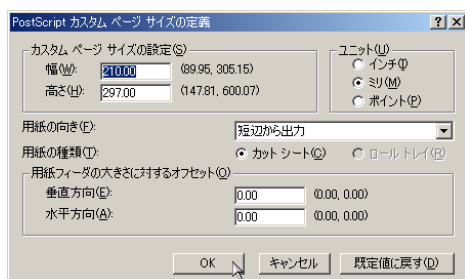 PostScript カスタム ページ サイズの定義
カスタム ページ サイズの設定(S)
幅(W): 210.00 (89.95, 305.15)
高さ(H): 297.00 (147.81, 600.07)
ユニット(U)
インチ(I)
ミリ(M)
ポイント(P)
用紙の向き(F): 短辺から出力
用紙の種類(T): カット シート(C) ロール トレイ(R)
用紙フィーダの大きさに対するオフセット(O)
垂直方向(E): 0.00 (0.00, 0.00)
水平方向(A): 0.00 (0.00, 0.00)
OK キャンセル 既定値に戻す(D)